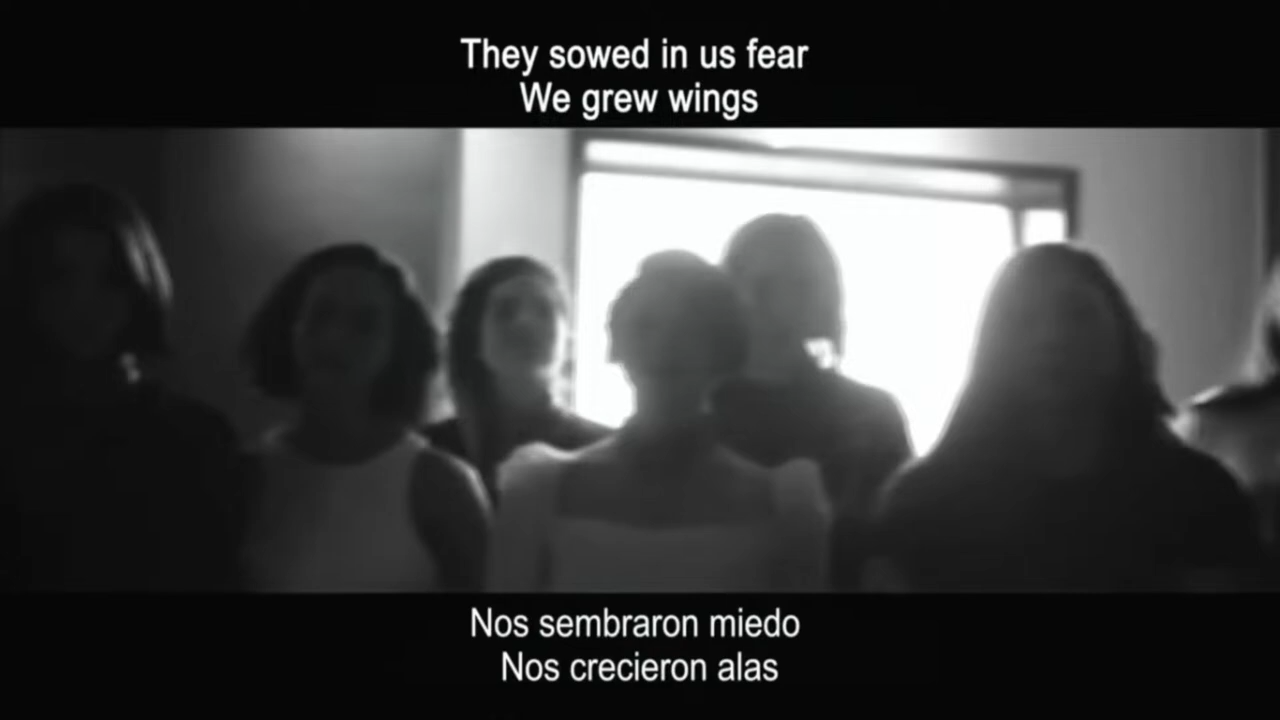 They sowed in us fear
We grew wings
Nos sembraron miedo
Nos crecieron alas